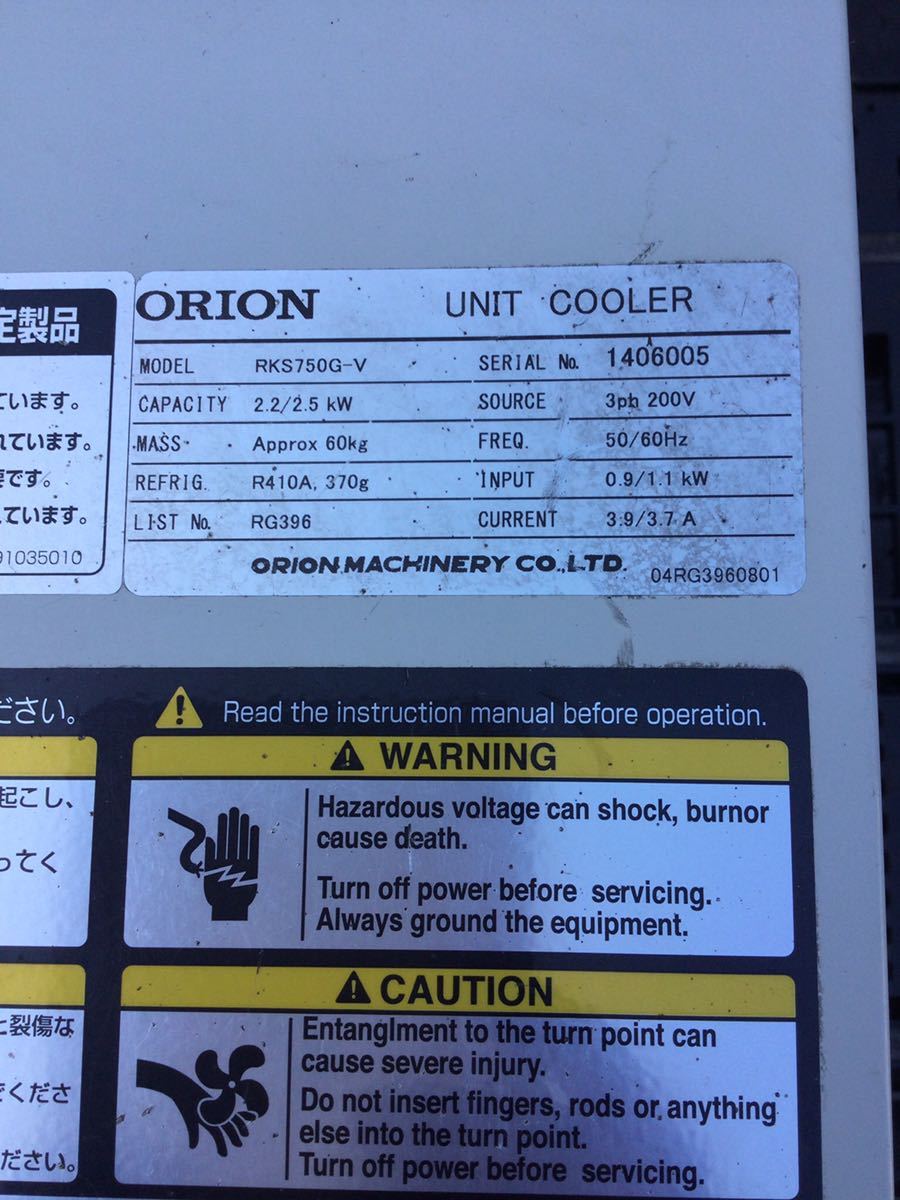 定製品
ています。
れています。
要です。
ています。
91035010
ORION UNIT COOLER
MODEL RKS750G-V SERIAL No. 1406005
CAPACITY 2.2/2.5 kW SOURCE 3ph 200V
MASS Approx 60kg FREQ. 50/60Hz
REFRIG. R410A, 370g INPUT 0.9/1.1 kW
LIST No. RG396 CURRENT 3.9/3.7 A
ORION MACHINERY CO.,LTD. 04RG3960801
ださい。
Read the instruction manual before operation.
起こし、
ってく
WARNING
Hazardous voltage can shock, burnor
cause death.
Turn off power before servicing.
Always ground the equipment.
と裂傷な
でくださ
ださい。
CAUTION
Entanglment to the turn point can
cause severe injury.
Do not insert fingers, rods or anything
else into the turn point.
Turn off power before servicing.